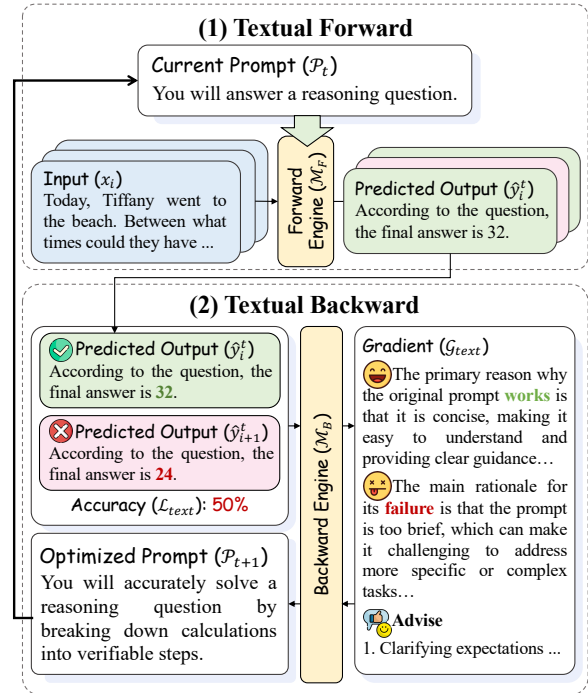 (1) Textual Forward
Current Prompt (𝒫ₜ)
You will answer a reasoning question.
Input (xᵢ)
Today, Tiffany went to
the beach. Between what
times could they have ...
Forward
Engine (ℳ_F)
Predicted Output (ŷᵢᵗ)
According to the question,
the final answer is 32.
(2) Textual Backward
Predicted Output (ŷᵢᵗ)
According to the question, the
final answer is 32.
Predicted Output (ŷᵢ₊₁ᵗ)
According to the question, the
final answer is 24.
Accuracy (ℒ_text): 50%
Optimized Prompt (𝒫ₜ₊₁)
You will accurately solve a
reasoning question by
breaking down calculations
into verifiable steps.
Backward Engine (ℳ_B)
Gradient (𝒢_text)
The primary reason why
the original prompt works is
that it is concise, making it
easy to understand and
providing clear guidance…
The main rationale for
its failure is that the prompt
is too brief, which can make
it challenging to address
more specific or complex
tasks…
Advise
1. Clarifying expectations ...